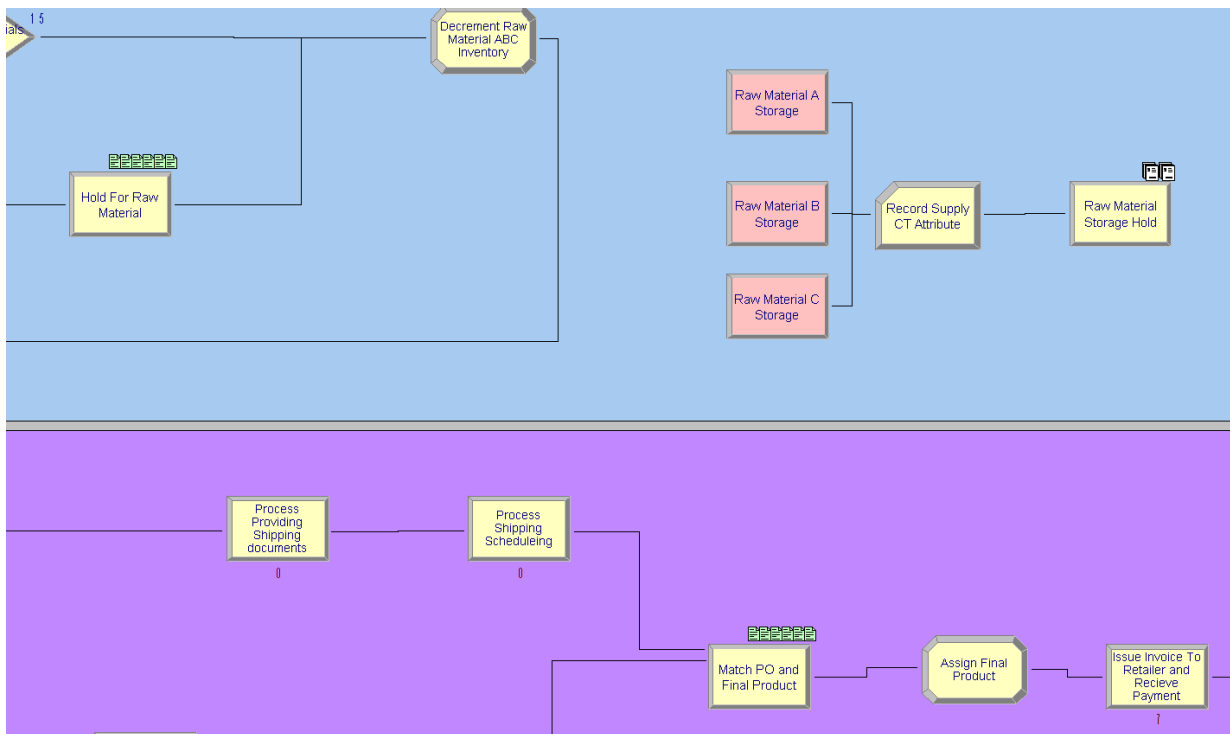 1 5
ials
Decrement Raw
Material ABC
Inventory
Raw Material A
Storage
Hold For Raw
Material
Raw Material B
Storage
Record Supply
CT Attribute
Raw Material
Storage Hold
Raw Material C
Storage
Process
Providing
Shipping
documents
0
Process
Shipping
Scheduleing
0
Match PO and
Final Product
Assign Final
Product
Issue Invoice To
Retailer and
Recieve
Payment
7